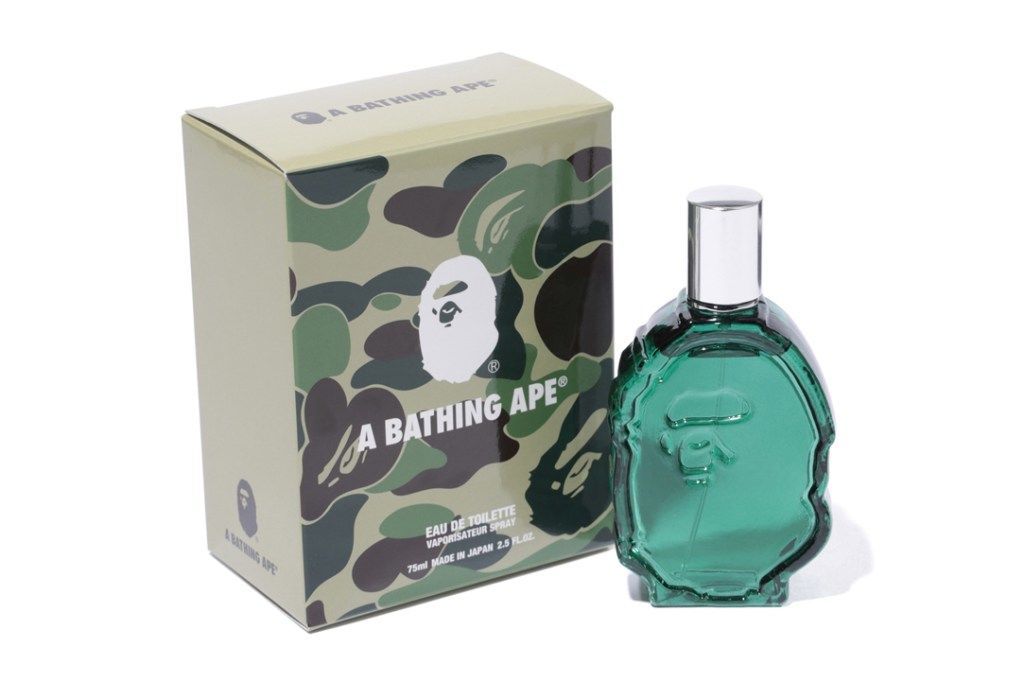 A BATHING APE®
®
A BATHING APE®
EAU DE TOILETTE
VAPORISATEUR SPRAY
75ml MADE IN JAPAN 2.5 FL.OZ.
A BATHING APE®